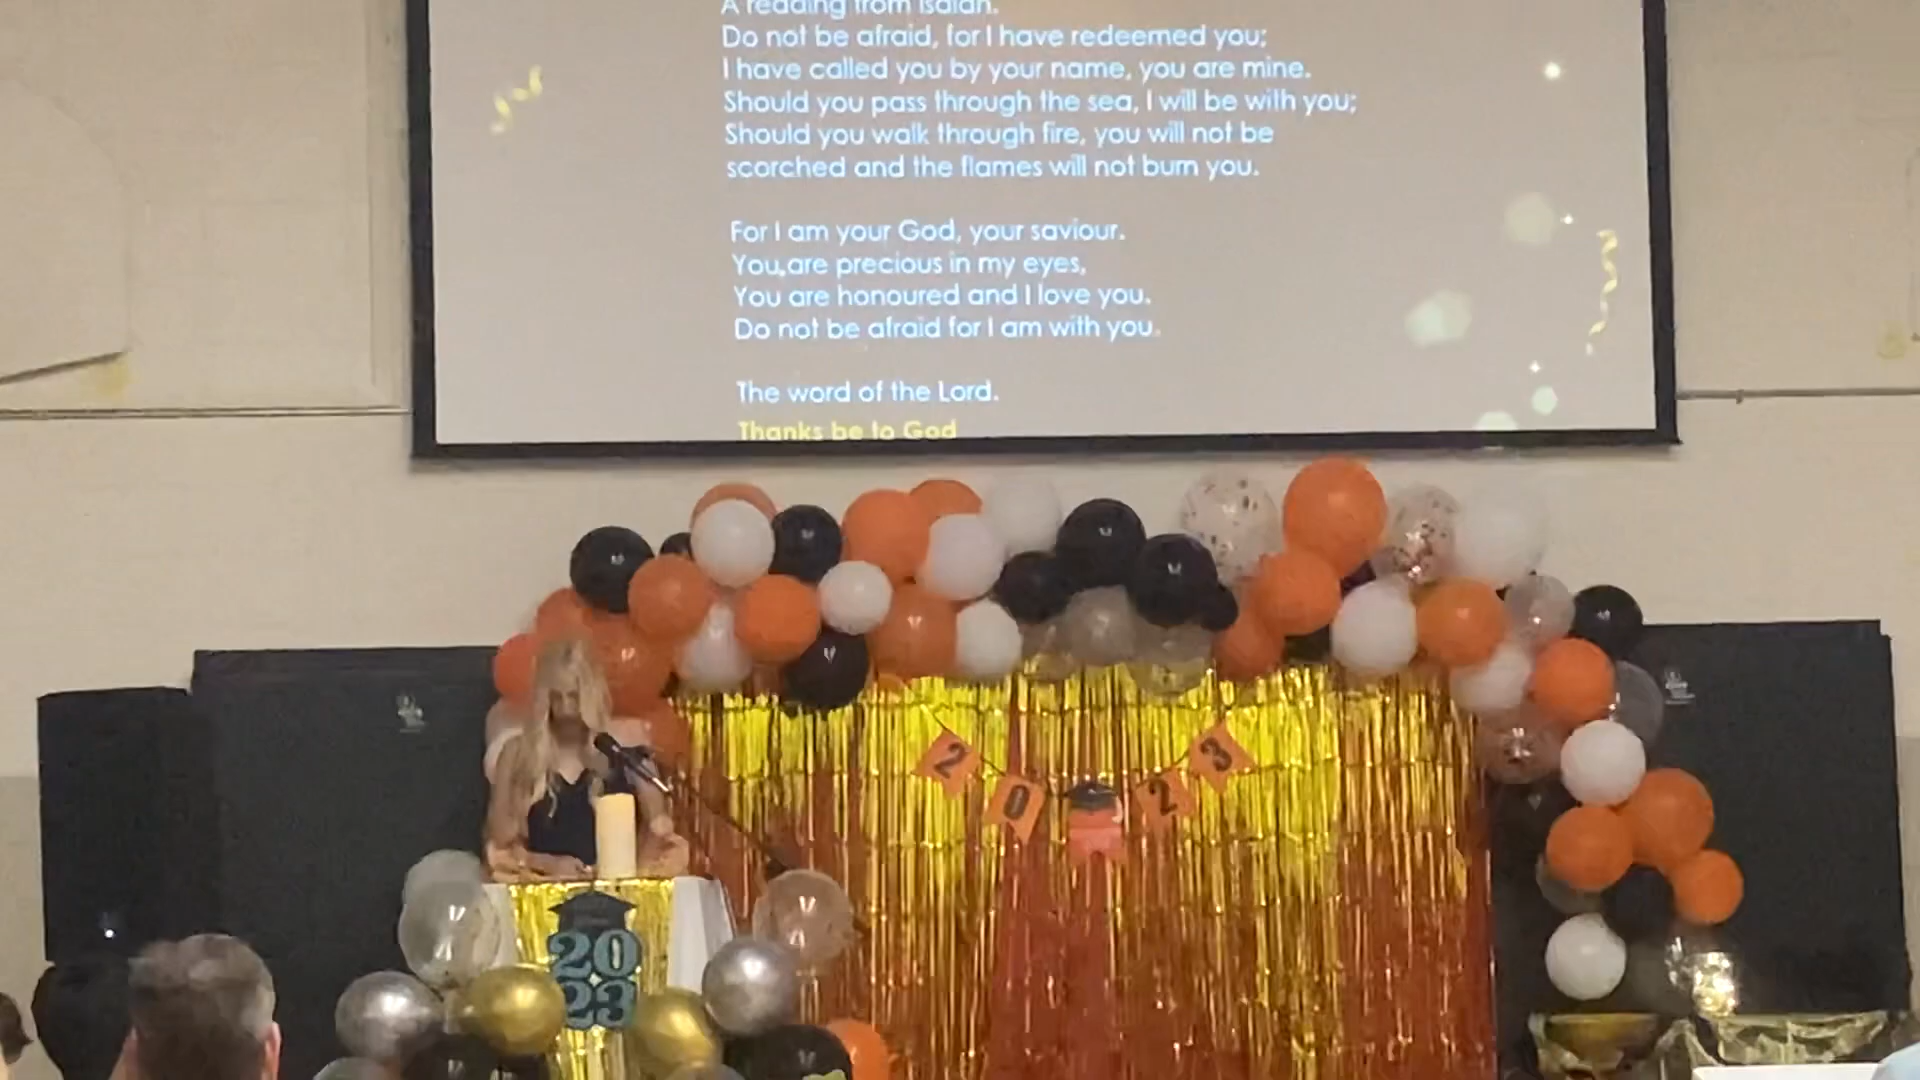 A reading from Isaiah.
Do not be afraid, for I have redeemed you;
I have called you by your name, you are mine.
Should you pass through the sea, I will be with you;
Should you walk through fire, you will not be
scorched and the flames will not burn you.
For I am your God, your saviour.
You are precious in my eyes,
You are honoured and I love you.
Do not be afraid for I am with you.
The word of the Lord.
Thanks be to God
2023
20
23